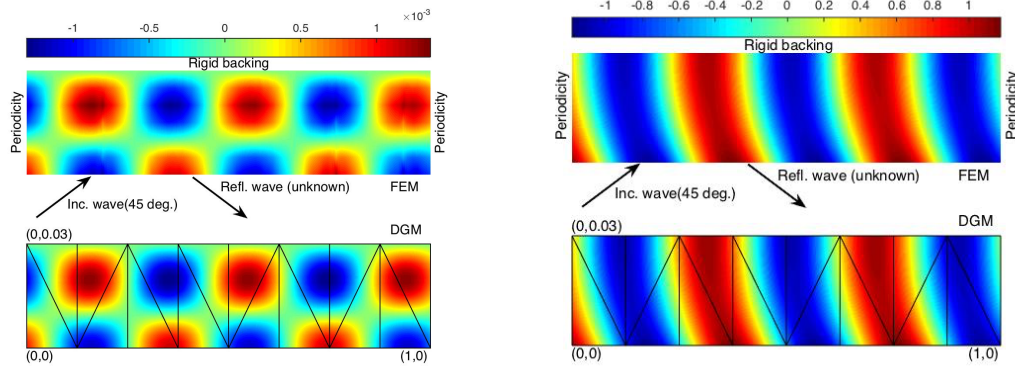 ×10-3
-1 -0.5 0 0.5 1
Rigid backing
Periodicity
Periodicity
Refl. wave (unknown)
FEM
Inc. wave(45 deg.)
DGM
(0,0.03)
(0,0)
(1,0)
-1 -0.8 -0.6 -0.4 -0.2 0 0.2 0.4 0.6 0.8 1
Rigid backing
Periodicity
Periodicity
Refl. wave (unknown)
FEM
Inc. wave(45 deg.)
DGM
(0,0.03)
(0,0)
(1,0)